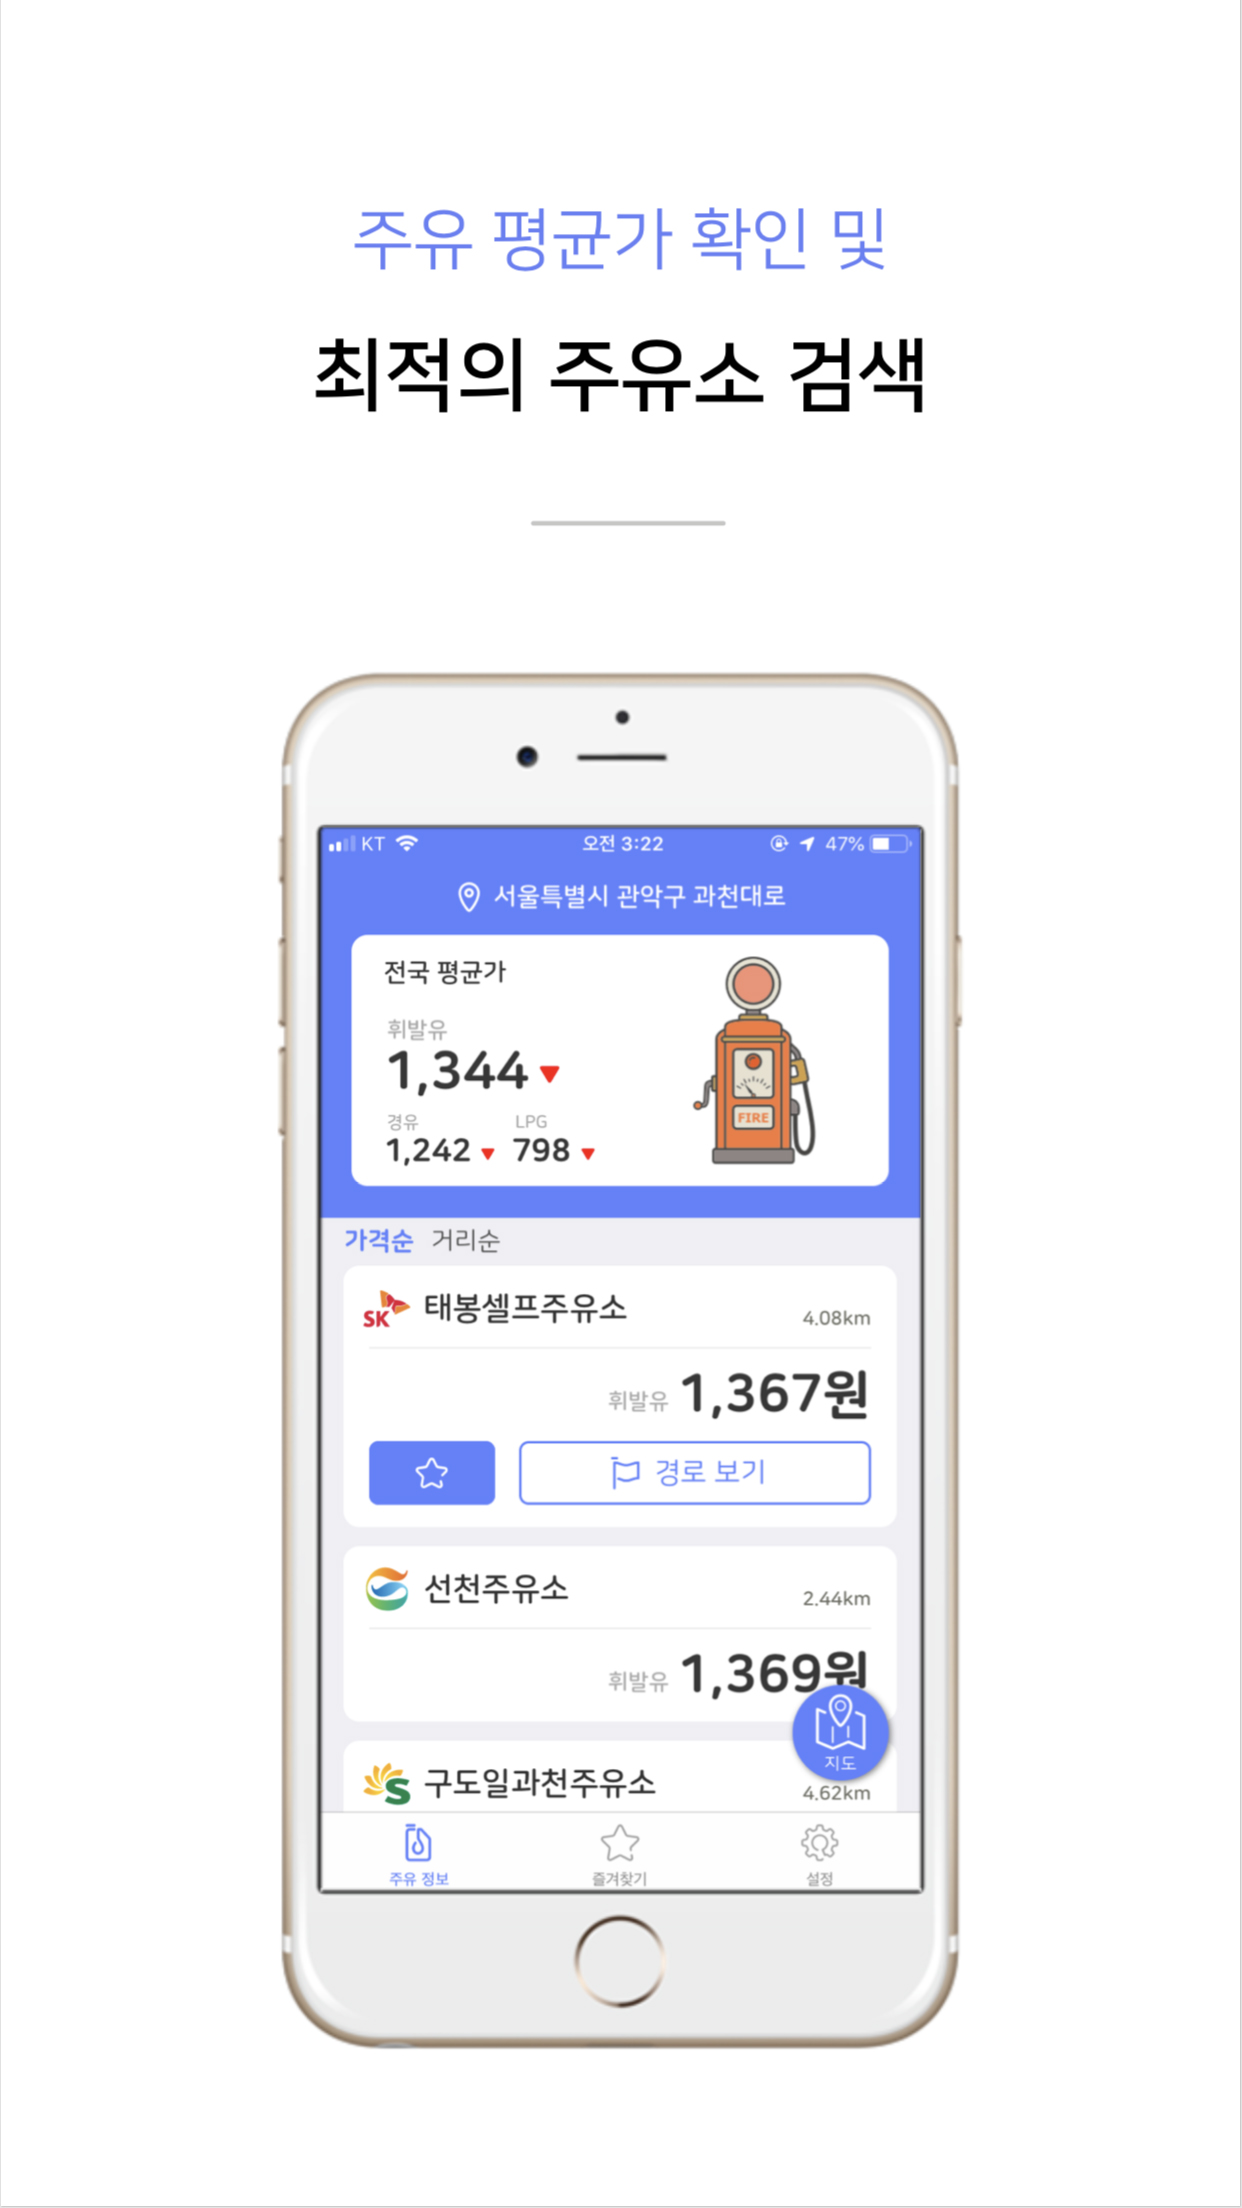 주유 평균가 확인 및
최적의 주유소 검색
KT 오전 3:22 47%
서울특별시 관악구 과천대로
전국 평균가
휘발유
1,344
경유 LPG
1,242 798
FIRE
가격순 거리순
SK 태봉셀프주유소 4.08km
휘발유 1,367원
경로 보기
선천주유소 2.44km
휘발유 1,369원
지도
S 구도일과천주유소 4.62km
주유 정보 즐겨찾기 설정